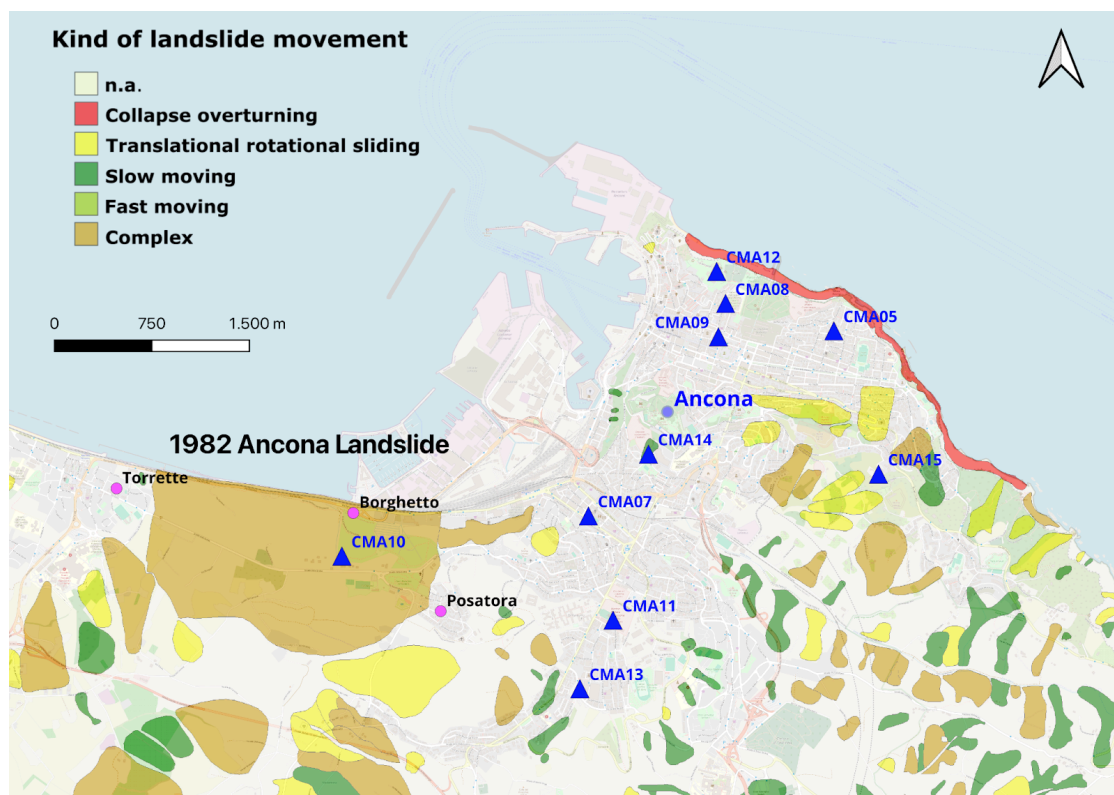 Kind of landslide movement
n.a.
Collapse overturning
Translational rotational sliding
Slow moving
Fast moving
Complex
0 750 1.500 m
CMA12
CMA08
CMA09
CMA05
Ancona
1982 Ancona Landslide
CMA14
CMA15
Torrette
Borghetto
CMA07
CMA10
Posatora
CMA11
CMA13